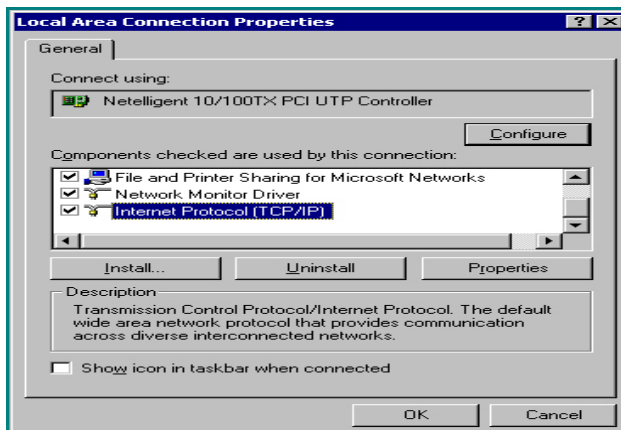 Local Area Connection Properties
General
Connect using:
Netelligent 10/100TX PCI UTP Controller
Configure
Components checked are used by this connection:
File and Printer Sharing for Microsoft Networks
Network Monitor Driver
Internet Protocol (TCP/IP)
Install... Uninstall Properties
Description
Transmission Control Protocol/Internet Protocol. The default
wide area network protocol that provides communication
across diverse interconnected networks.
Show icon in taskbar when connected
OK Cancel